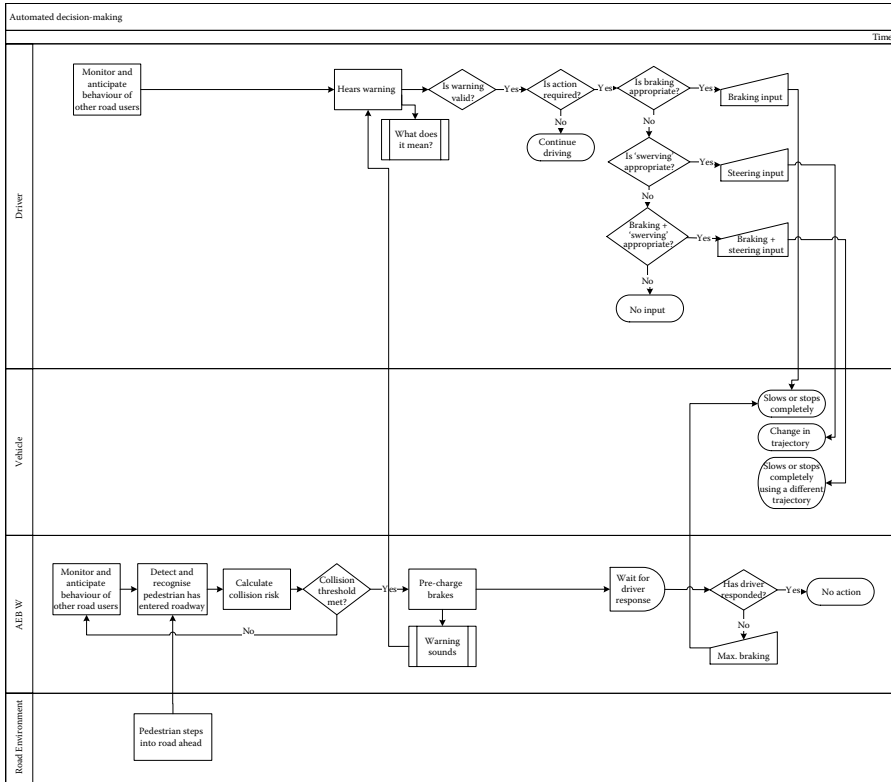 Automated decision-making
Time
Driver
Monitor and
anticipate
behaviour of
other road users
Hears warning
What does
it mean?
Is warning
valid?
Yes
Is action
required?
No
Continue
driving
Yes
Is braking
appropriate?
Yes
Braking input
No
Is ‘swerving
appropriate?
Yes
Steering input
No
Braking +
‘swerving’
appropriate?
Yes
Braking +
steering input
No
No input
Vehicle
Slows or stops
completely
Change in
trajectory
Slows or stops
completely
using a different
trajectory
AEB W
Monitor and
anticipate
behaviour of
other road users
Detect and
recognise
pedestrian has
entered roadway
Calculate
collision risk
Collision
threshold
met?
No
Yes
Pre-charge
brakes
Warning
sounds
Wait for
driver
response
Has driver
responded?
Yes
No action
No
Max. braking
Road Environment
Pedestrian steps
into road ahead